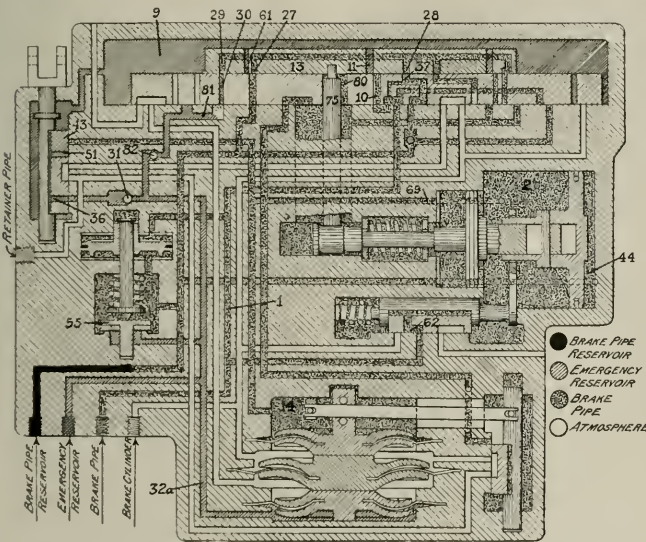 29
30
61
27
28
9
13
11
37
80
75
10
81
13
51
31
52
36
RETAINER PIPE
69
2
44
55
1
62
14
32a
BRAKE PIPE
RESERVOIR
EMERGENCY
RESERVOIR
BRAKE PIPE
BRAKE CYLINDER
BRAKE PIPE
RESERVOIR
EMERGENCY
RESERVOIR
BRAKE
PIPE
ATMOSPHERE